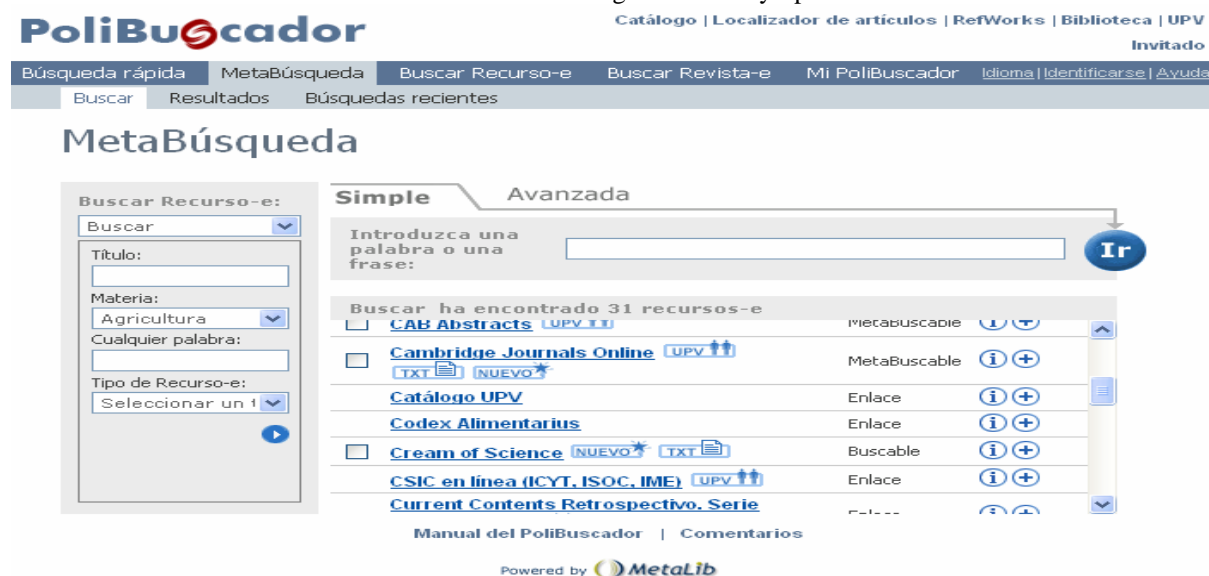 Catálogo | Localizador de artículos | RefWorks | Biblioteca | UPV
PoliBuscador
Invitado
Búsqueda rápida MetaBúsqueda Buscar Recurso-e Buscar Revista-e Mi PoliBuscador Idioma | Identificarse | Ayuda
Buscar Resultados Búsquedas recientes
MetaBúsqueda
Buscar Recurso-e:
Buscar
Título:
Materia:
Agricultura
Cualquier palabra:
Tipo de Recurso-e:
Seleccionar un t
Simple Avanzada
Introduzca una
palabra o una
frase:
Ir
Buscar ha encontrado 31 recursos-e
CAB Abstracts UPV MetaBuscable i +
Cambridge Journals Online UPV MetaBuscable i +
TXT NUEVO
Catálogo UPV Enlace i +
Codex Alimentarius Enlace i +
Cream of Science NUEVO TXT Buscable i +
CSIC en línea (ICYT, ISOC, IME) UPV Enlace i +
Current Contents Retrospectivo. Serie Enlace i +
Manual del PoliBuscador | Comentarios
Powered by MetaLib